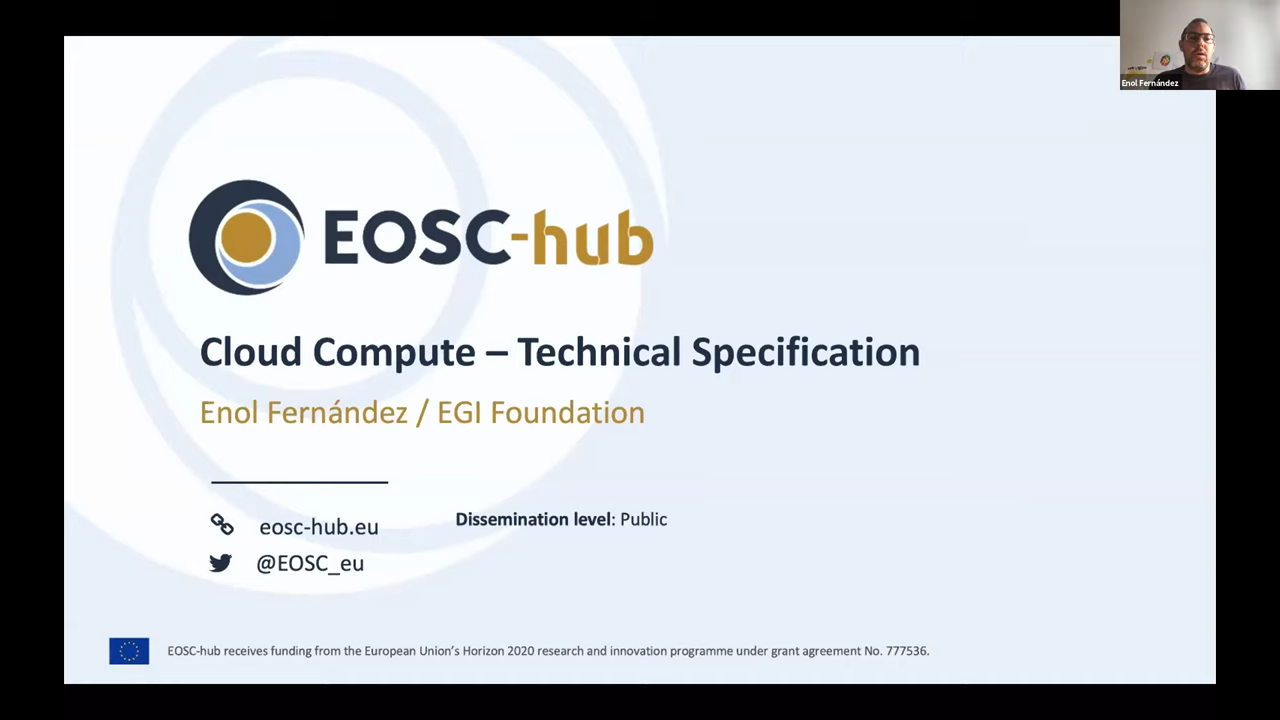 Enol Fernández
EOSC-hub
Cloud Compute – Technical Specification
Enol Fernández / EGI Foundation
eosc-hub.eu
Dissemination level: Public
@EOSC_eu
EOSC-hub receives funding from the European Union’s Horizon 2020 research and innovation programme under grant agreement No. 777536.